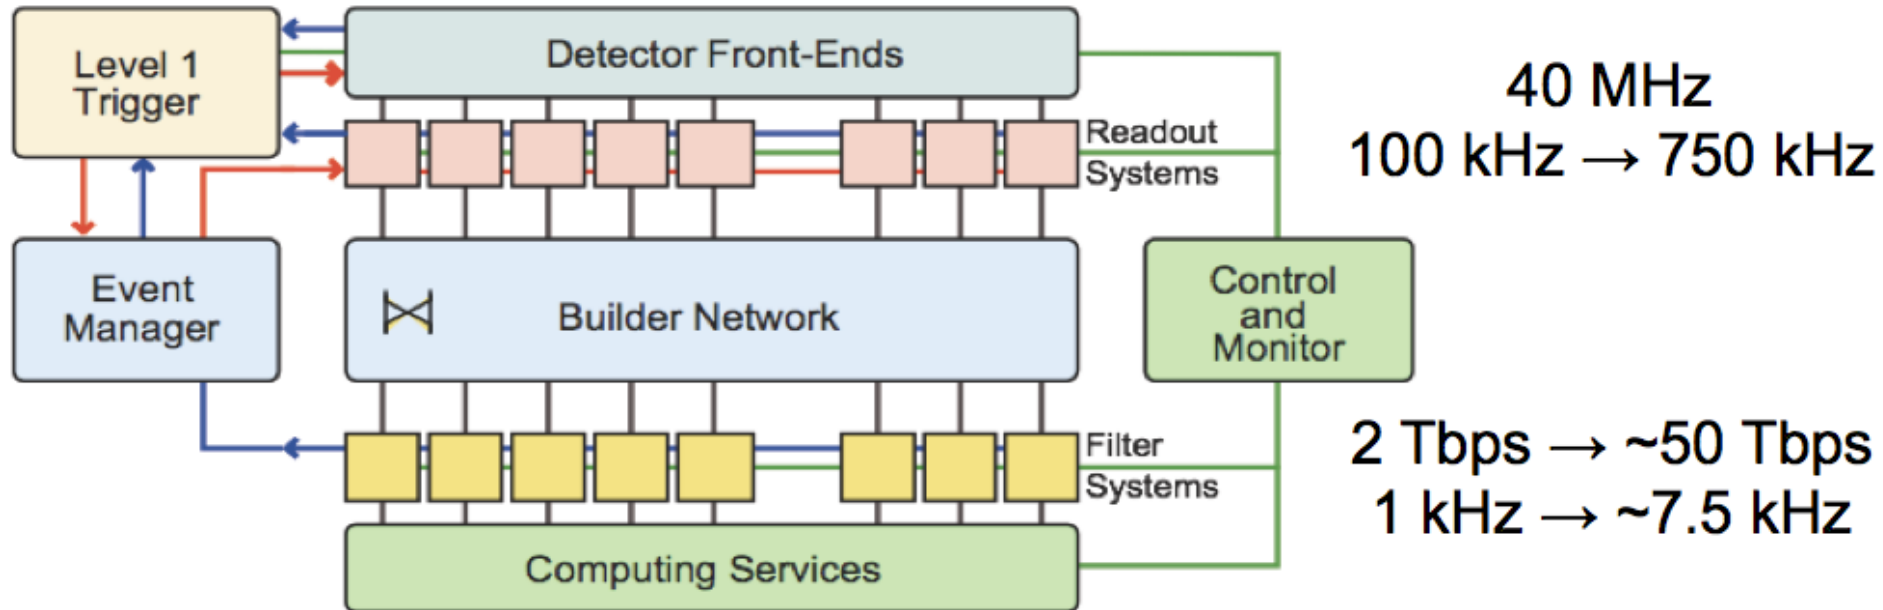 Level 1
Trigger
Detector Front-Ends
40 MHz
Readout
Systems
100 kHz → 750 kHz
Event
Manager
Builder Network
Control
and
Monitor
Filter
Systems
2 Tbps → ~50 Tbps
1 kHz → ~7.5 kHz
Computing Services